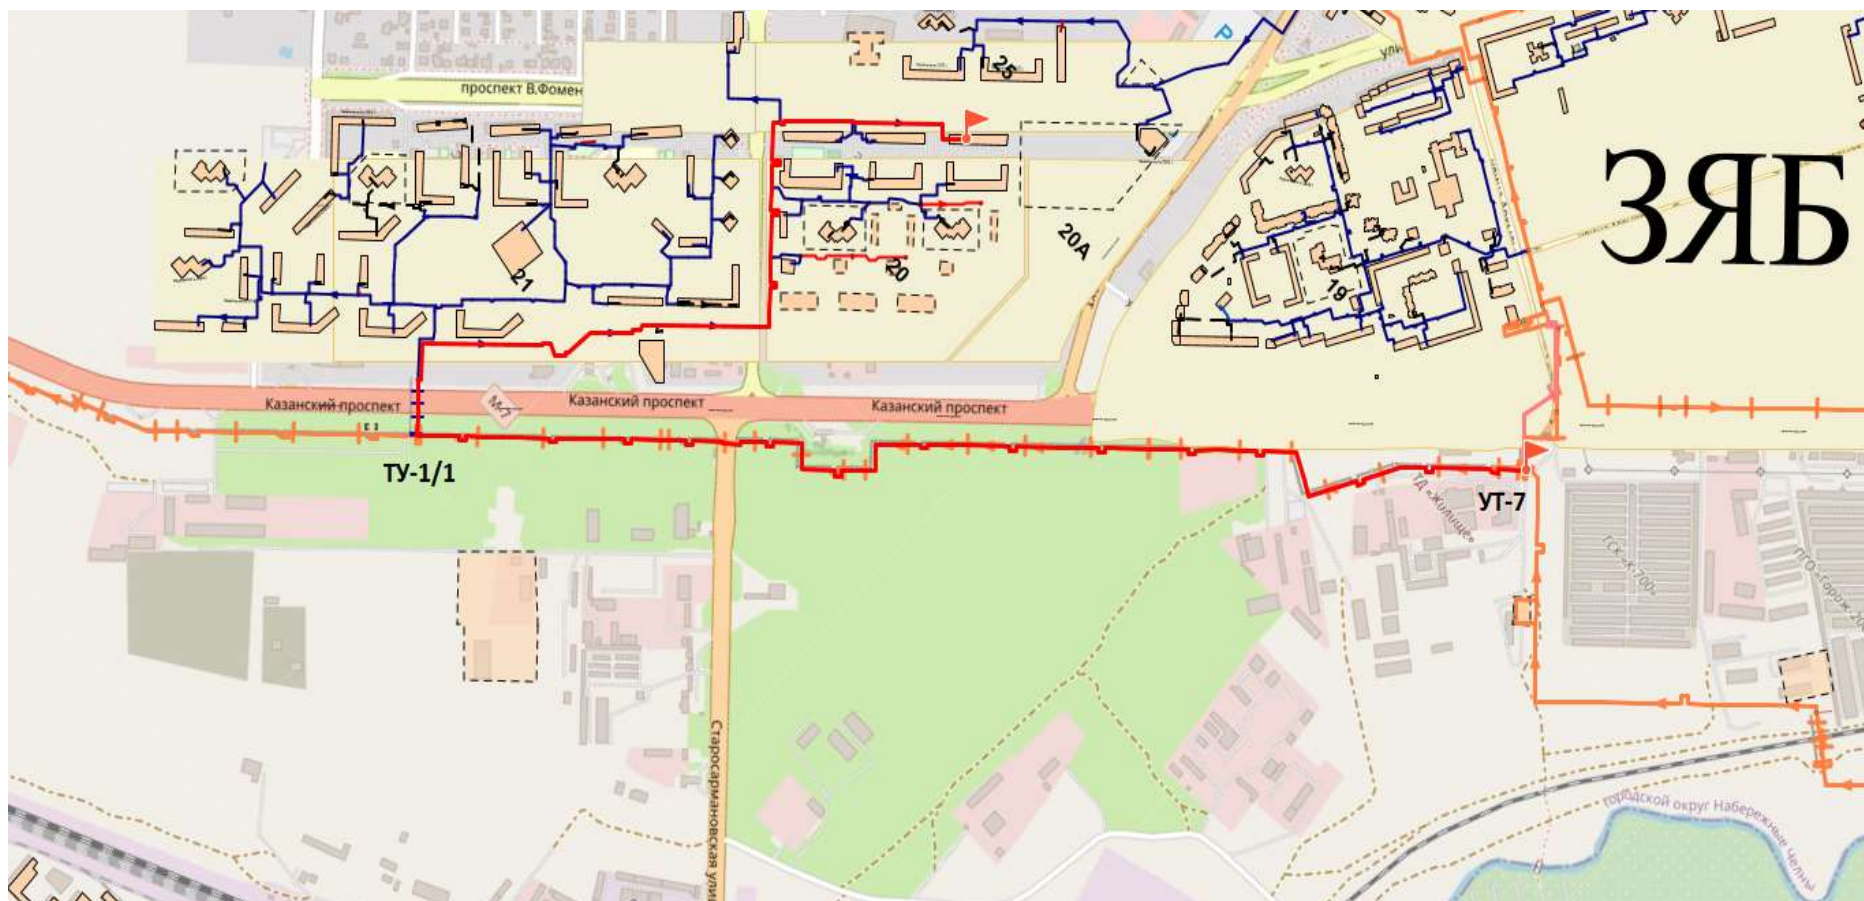 P
25
ули
проспект В.Фомен
ЗЯБ
20А
21
20
19
Казанский проспект
М-7
Казанский проспект
Казанский проспект
ТУ-1/1
УТ-7
ТД «Жилище»
ГСК «К-700»
Старосармановская ули
городской округ Набережные Челны